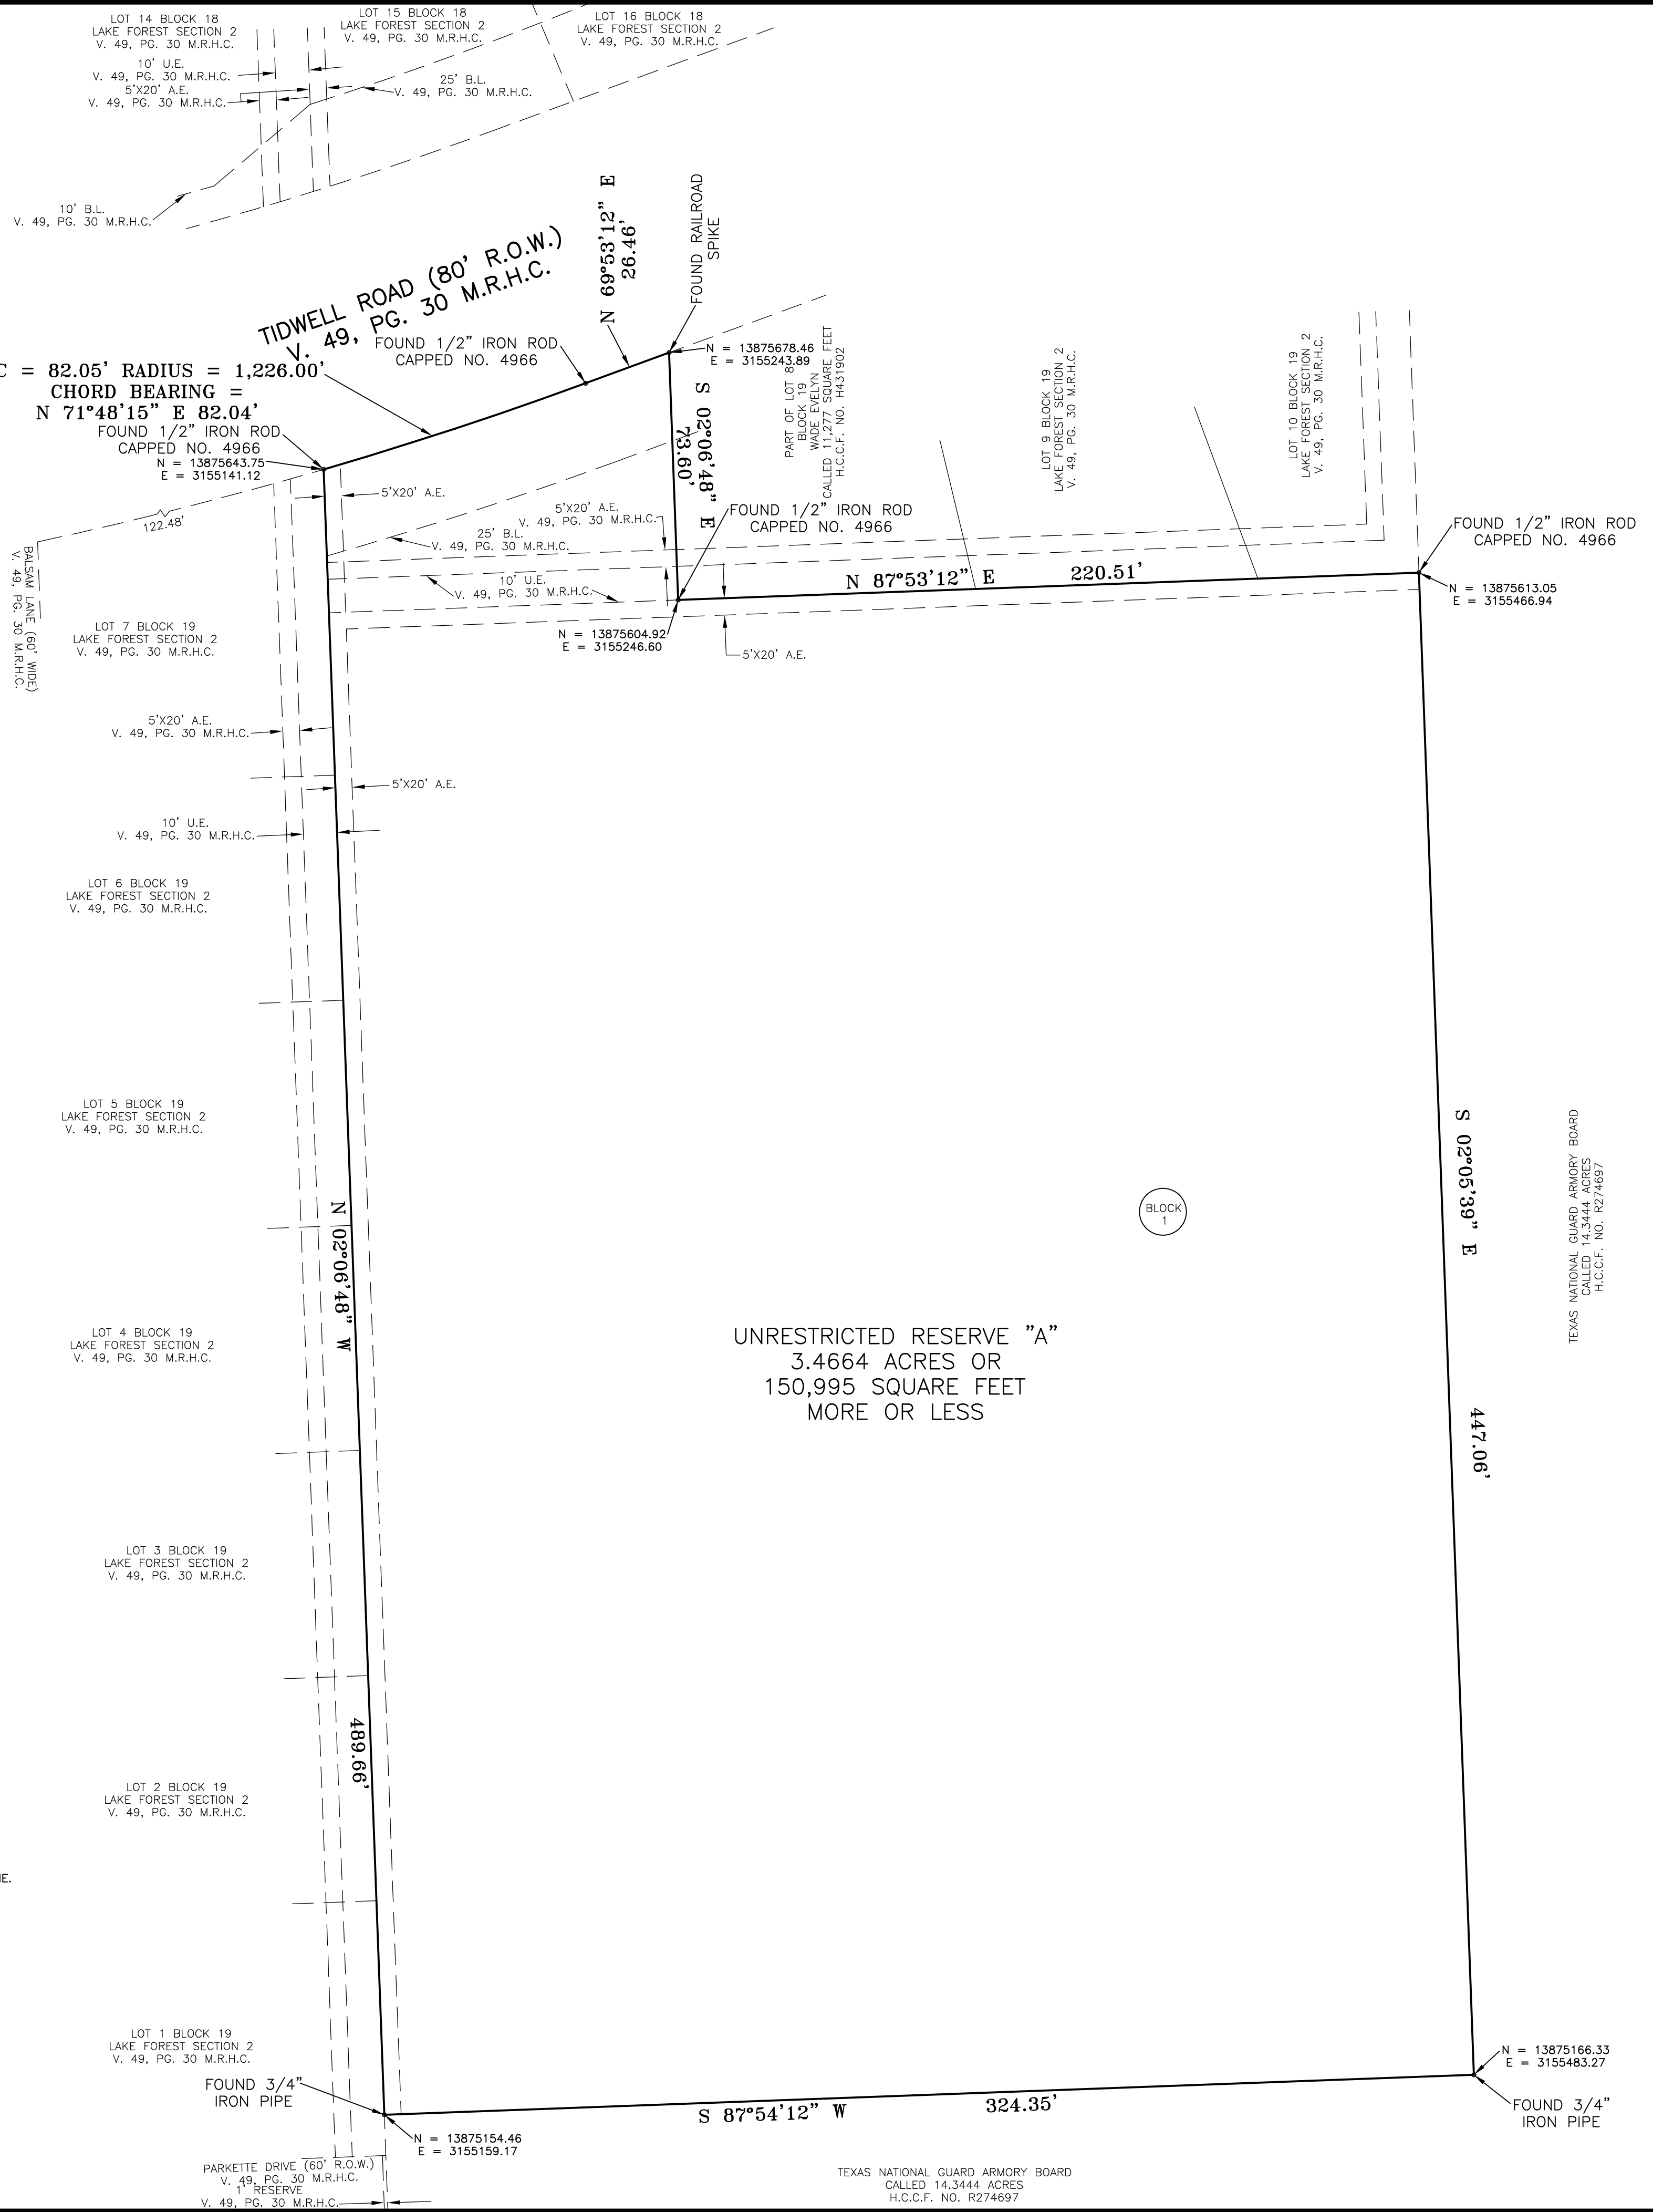 LOT 14 BLOCK 18
LAKE FOREST SECTION 2
V. 49, PG. 30 M.R.H.C.
LOT 15 BLOCK 18
LAKE FOREST SECTION 2
V. 49, PG. 30 M.R.H.C.
LOT 16 BLOCK 18
LAKE FOREST SECTION 2
V. 49, PG. 30 M.R.H.C.
10' U.E.
V. 49, PG. 30 M.R.H.C.
5'X20' A.E.
V. 49, PG. 30 M.R.H.C.
25' B.L.
V. 49, PG. 30 M.R.H.C.
10' B.L.
V. 49, PG. 30 M.R.H.C.
TIDWELL ROAD (80' R.O.W.)
V. 49, PG. 30 M.R.H.C.
N 69°53'12" E
26.46'
FOUND RAILROAD
SPIKE
FOUND 1/2" IRON ROD
CAPPED NO. 4966
N = 13875678.46
E = 3155243.89
C = 82.05' RADIUS = 1,226.00'
CHORD BEARING =
N 71°48'15" E 82.04'
FOUND 1/2" IRON ROD
CAPPED NO. 4966
N = 13875643.75
E = 3155141.12
S 02°06'48" E
73.60'
PART OF LOT 8
BLOCK 19
WADE EVELYN
CALLED 11,277 SQUARE FEET
H.C.C.F. NO. H431902
LOT 9 BLOCK 19
LAKE FOREST SECTION 2
V. 49, PG. 30 M.R.H.C.
LOT 10 BLOCK 19
LAKE FOREST SECTION 2
V. 49, PG. 30 M.R.H.C.
122.48'
BALSAM LANE (60' WIDE)
V. 49, PG. 30 M.R.H.C.
5'X20' A.E.
5'X20' A.E.
V. 49, PG. 30 M.R.H.C.
25' B.L.
V. 49, PG. 30 M.R.H.C.
10' U.E.
V. 49, PG. 30 M.R.H.C.
FOUND 1/2" IRON ROD
CAPPED NO. 4966
FOUND 1/2" IRON ROD
CAPPED NO. 4966
N 87°53'12" E 220.51'
N = 13875613.05
E = 3155466.94
N = 13875604.92
E = 3155246.60
5'X20' A.E.
LOT 7 BLOCK 19
LAKE FOREST SECTION 2
V. 49, PG. 30 M.R.H.C.
5'X20' A.E.
V. 49, PG. 30 M.R.H.C.
5'X20' A.E.
10' U.E.
V. 49, PG. 30 M.R.H.C.
LOT 6 BLOCK 19
LAKE FOREST SECTION 2
V. 49, PG. 30 M.R.H.C.
LOT 5 BLOCK 19
LAKE FOREST SECTION 2
V. 49, PG. 30 M.R.H.C.
N 02°06'48" W
489.66'
BLOCK
1
S 02°05'39" E
447.06'
TEXAS NATIONAL GUARD ARMORY BOARD
CALLED 14.3444 ACRES
H.C.C.F. NO. R274697
UNRESTRICTED RESERVE "A"
3.4664 ACRES OR
150,995 SQUARE FEET
MORE OR LESS
LOT 4 BLOCK 19
LAKE FOREST SECTION 2
V. 49, PG. 30 M.R.H.C.
LOT 3 BLOCK 19
LAKE FOREST SECTION 2
V. 49, PG. 30 M.R.H.C.
LOT 2 BLOCK 19
LAKE FOREST SECTION 2
V. 49, PG. 30 M.R.H.C.
LOT 1 BLOCK 19
LAKE FOREST SECTION 2
V. 49, PG. 30 M.R.H.C.
FOUND 3/4"
IRON PIPE
S 87°54'12" W 324.35'
N = 13875166.33
E = 3155483.27
FOUND 3/4"
IRON PIPE
N = 13875154.46
E = 3155159.17
PARKETTE DRIVE (60' R.O.W.)
V. 49, PG. 30 M.R.H.C.
1' RESERVE
V. 49, PG. 30 M.R.H.C.
TEXAS NATIONAL GUARD ARMORY BOARD
CALLED 14.3444 ACRES
H.C.C.F. NO. R274697